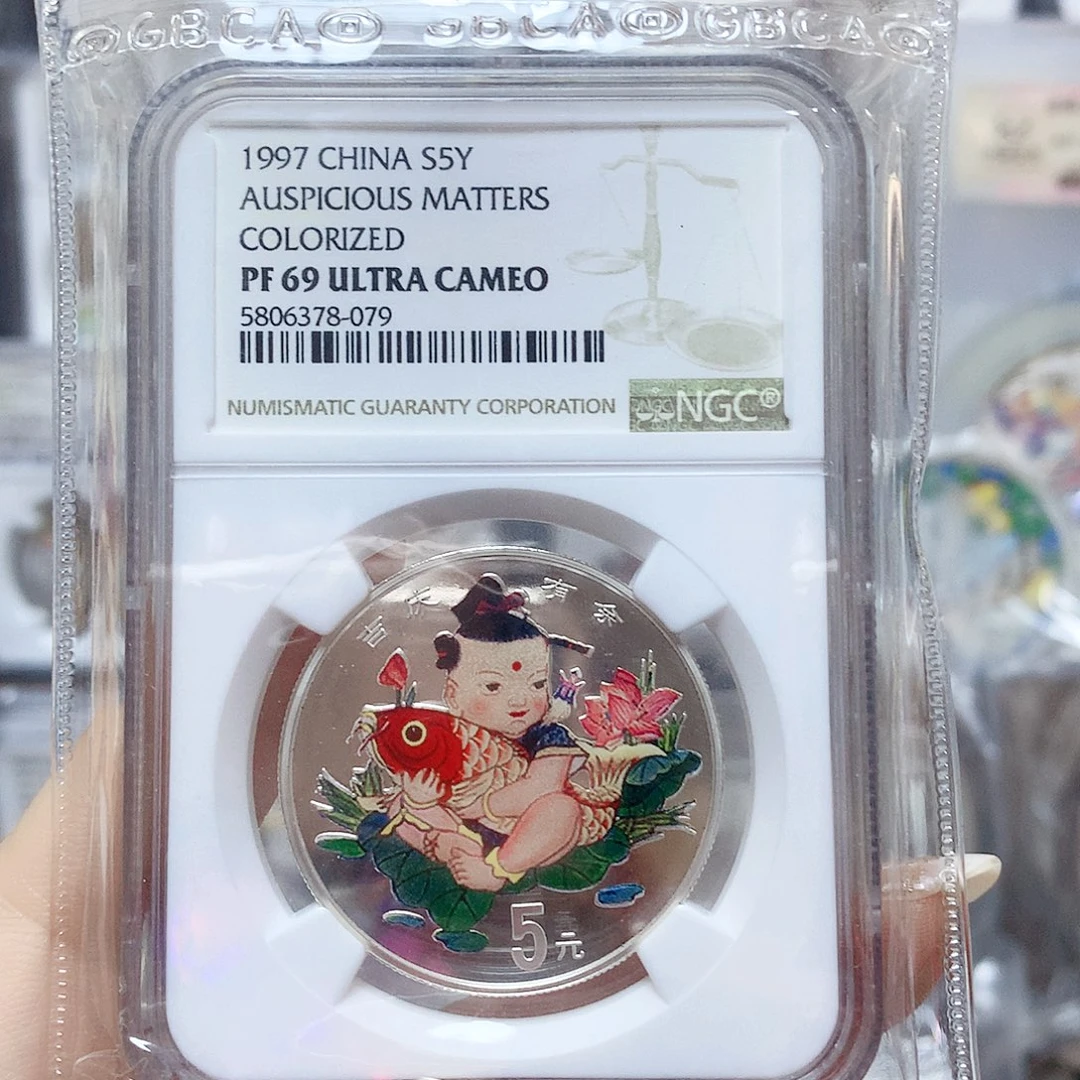 GBCA GBCA GBCA
1997 CHINA S5Y
AUSPICIOUS MATTERS
COLORIZED
PF 69 ULTRA CAMEO
5806378-079
NUMISMATIC GUARANTY CORPORATION
NGC®
吉庆有余
5元